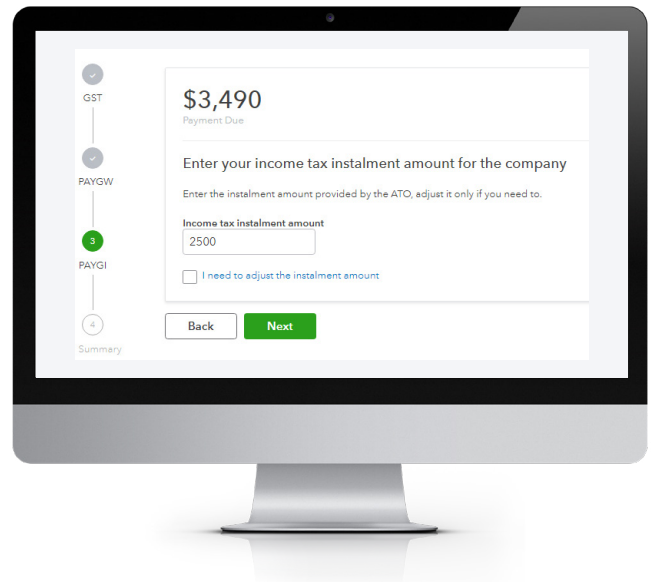 GST
PAYGW
3
PAYGI
4
Summary
$3,490
Payment Due
Enter your income tax instalment amount for the company
Enter the instalment amount provided by the ATO, adjust it only if you need to.
Income tax instalment amount
2500
I need to adjust the instalment amount
Back
Next